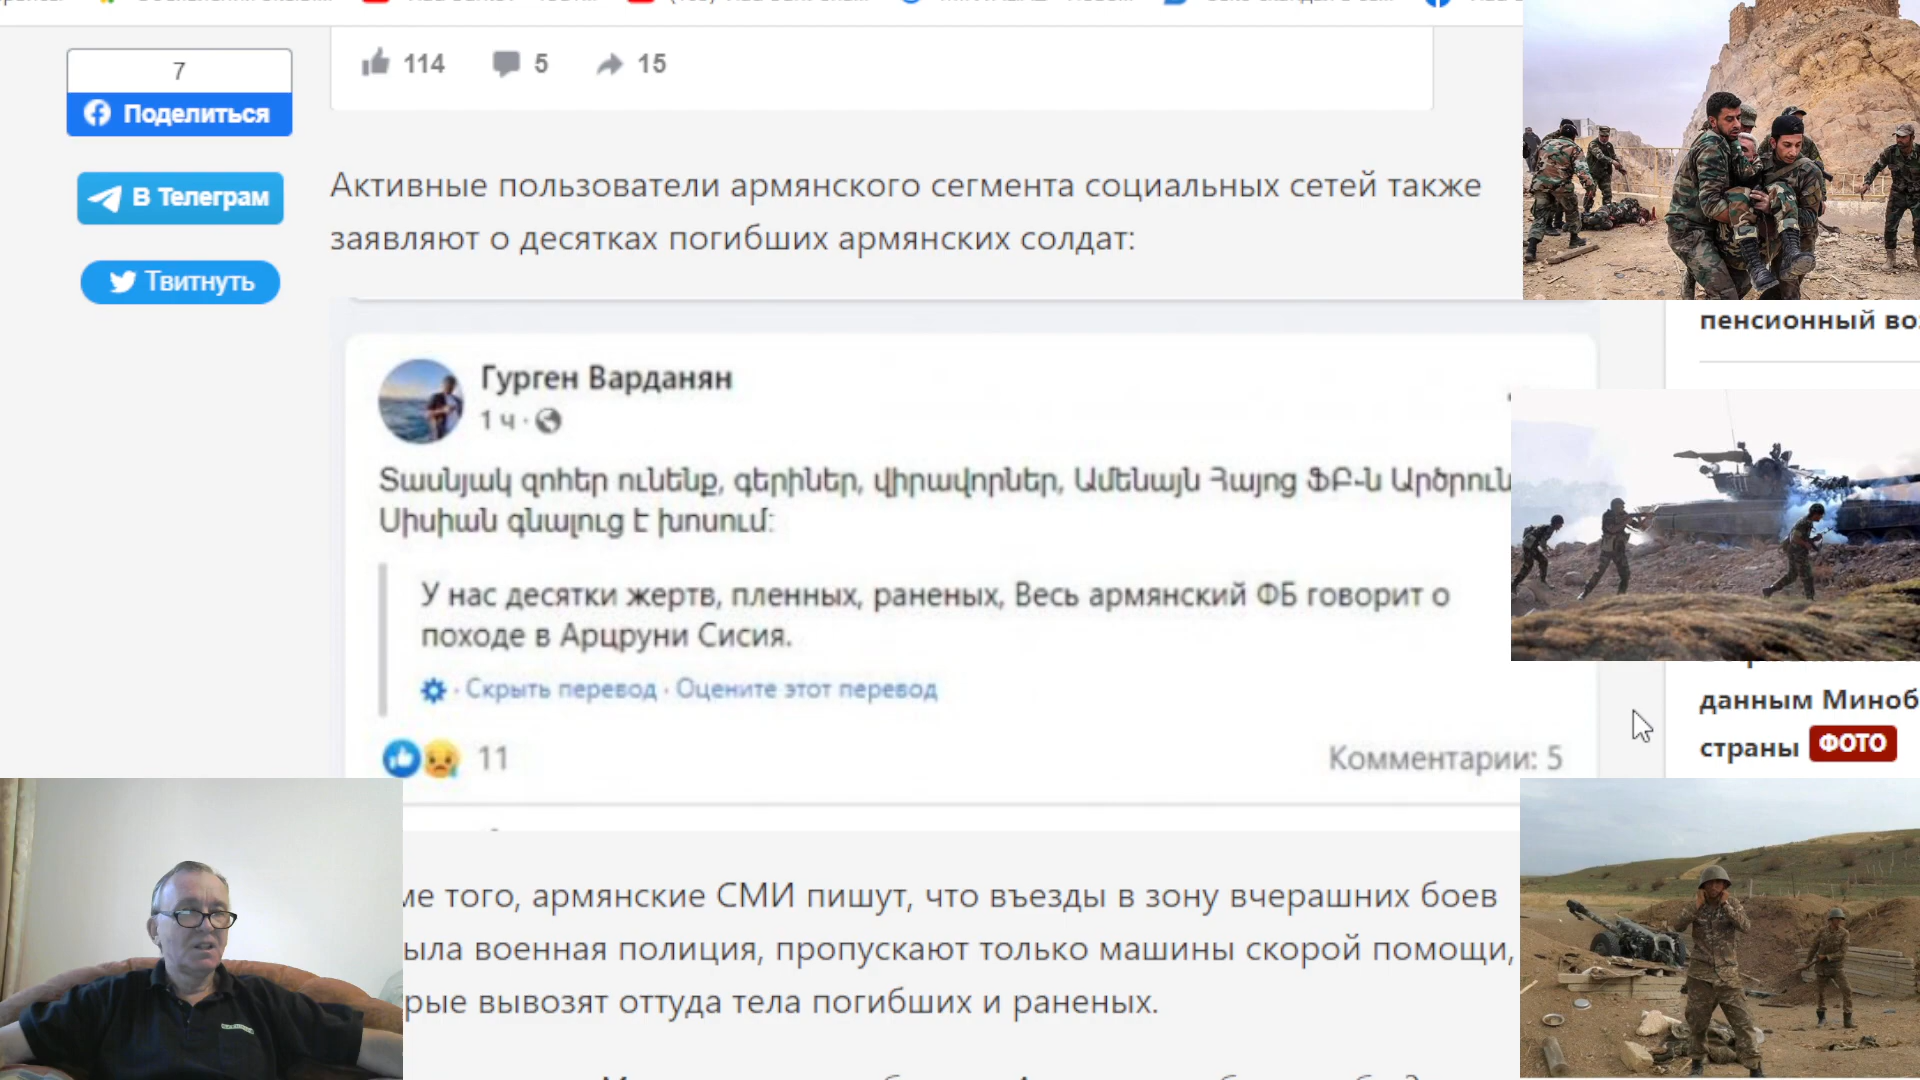 114 5 15
7
Поделиться
В Телеграм
Твитнуть
Активные пользователи армянского сегмента социальных сетей также
заявляют о десятках погибших армянских солдат:
Гурген Варданян
1 ч ·
Տասնյակ զոհեր ունենք, գերիներ, վիրավորներ, Ամենայն Հայոց ՖԲ-ն Արծրուն
Սիսիան գնալուց է խոսում:
У нас десятки жертв, пленных, раненых, Весь армянский ФБ говорит о
походе в Арцруни Сисия.
· Скрыть перевод · Оцените этот перевод
11
Комментарии: 5
ме того, армянские СМИ пишут, что въезды в зону вчерашних боев
ыла военная полиция, пропускают только машины скорой помощи,
рые вывозят оттуда тела погибших и раненых.
пенсионный во
данным Миноб
страны ФОТО